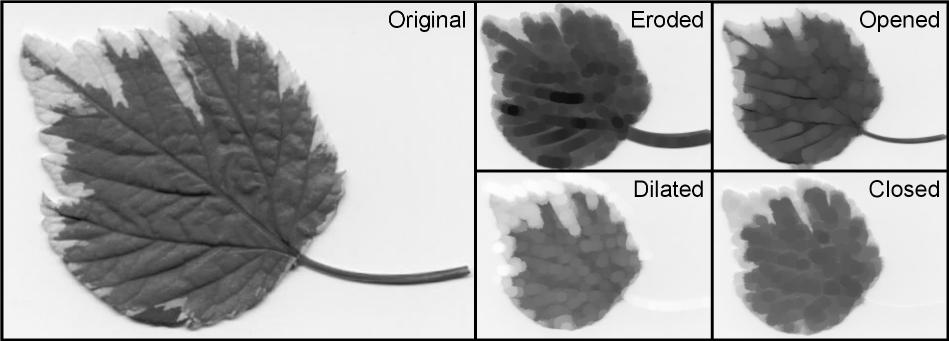 Original
Eroded
Opened
Dilated
Closed